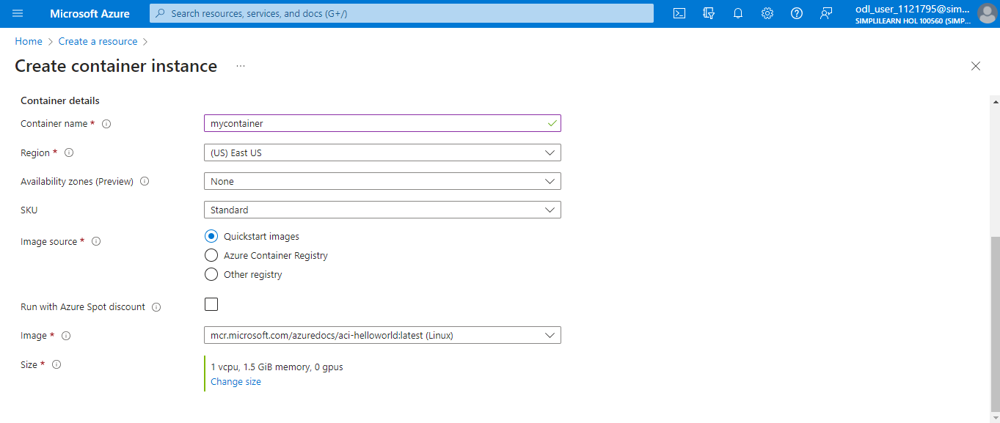 Microsoft Azure
Search resources, services, and docs (G+/)
odl_user_1121795@sim...
SIMPLILEARN HOL 100560 (SIMP...
Home > Create a resource >
Create container instance ...
Container details
Container name *
mycontainer
Region *
(US) East US
Availability zones (Preview)
None
SKU
Standard
Image source *
Quickstart images
Azure Container Registry
Other registry
Run with Azure Spot discount
Image *
mcr.microsoft.com/azuredocs/aci-helloworld:latest (Linux)
Size *
1 vcpu, 1.5 GiB memory, 0 gpus
Change size